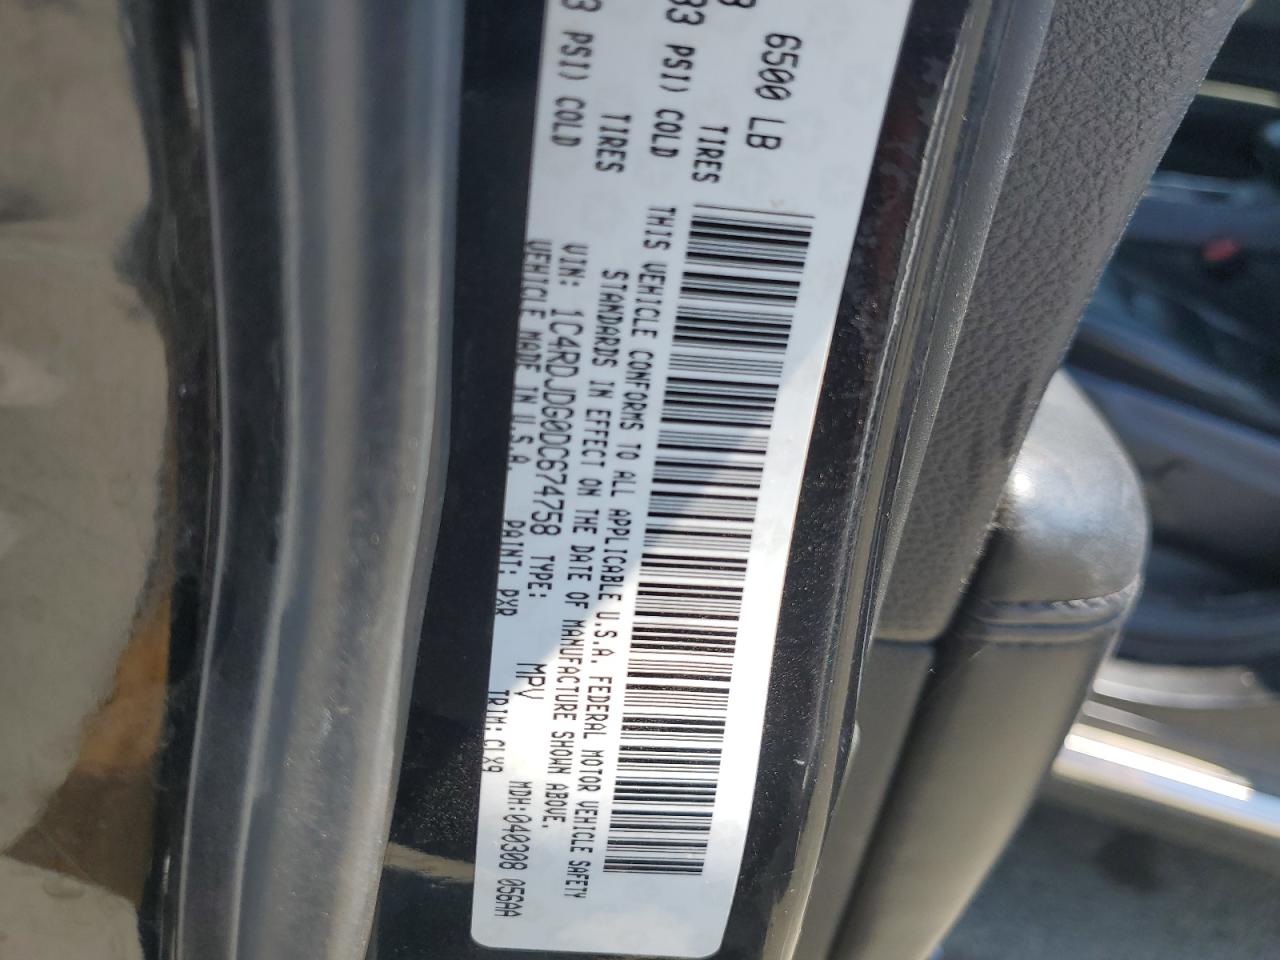 6500 LB
TIRES
PSI) COLD
TIRES
PSI) COLD
THIS VEHICLE CONFORMS TO ALL APPLICABLE U.S.A. FEDERAL MOTOR VEHICLE SAFETY
STANDARDS IN EFFECT ON THE DATE OF MANUFACTURE SHOWN ABOVE.
VIN: 1C4RDJDG0DC674758 TYPE: MPV
VEHICLE MADE IN U.S.A. PAINT: PXR TRIM: CLX9 MDH:040308 056AA